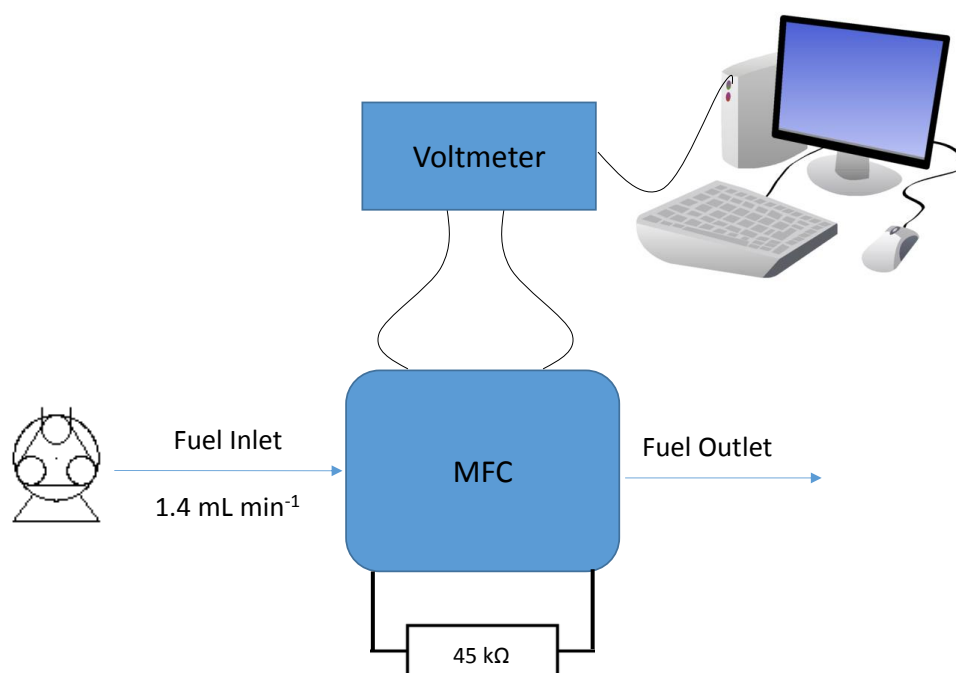 Voltmeter
Fuel Inlet
1.4 mL min⁻¹
MFC
Fuel Outlet
45 kΩ